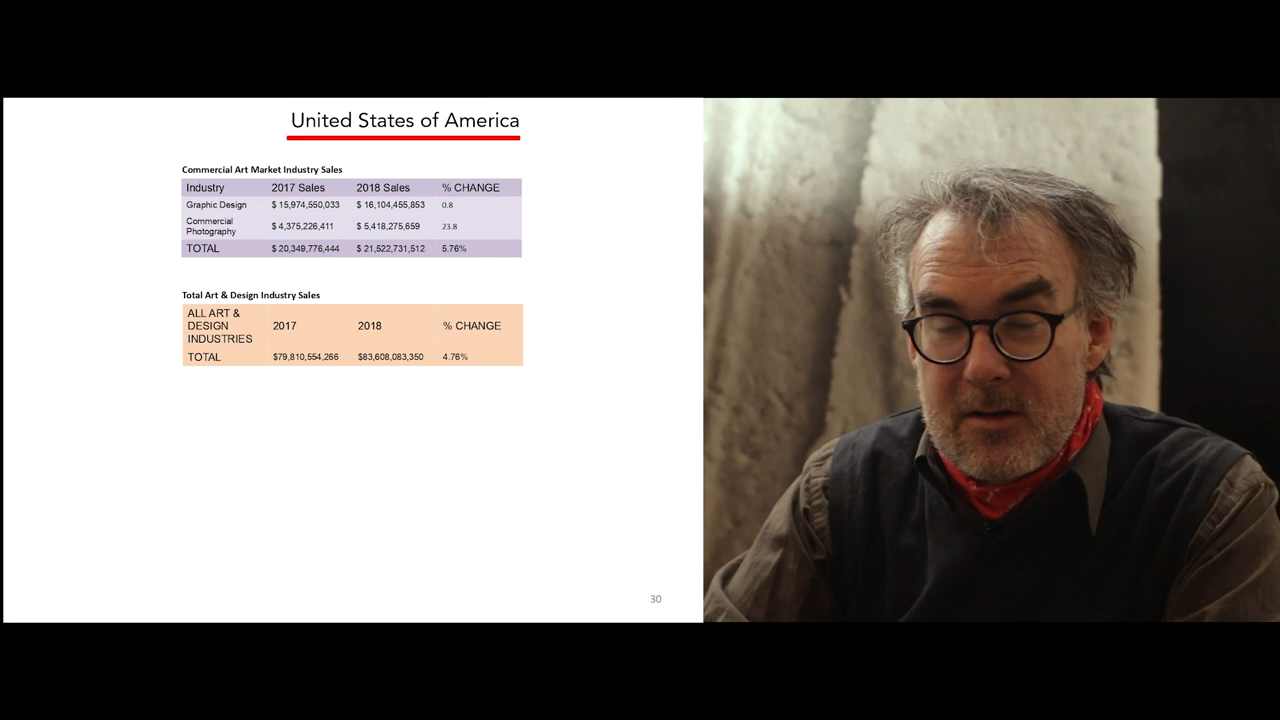 United States of America
Commercial Art Market Industry Sales
Industry 2017 Sales 2018 Sales % CHANGE
Graphic Design $ 15,974,550,033 $ 16,104,455,853 0.8
Commercial
Photography $ 4,375,226,411 $ 5,418,275,659 23.8
TOTAL $ 20,349,776,444 $ 21,522,731,512 5.76%
Total Art & Design Industry Sales
ALL ART &
DESIGN
INDUSTRIES 2017 2018 % CHANGE
TOTAL $79,810,554,266 $83,608,083,350 4.76%
30